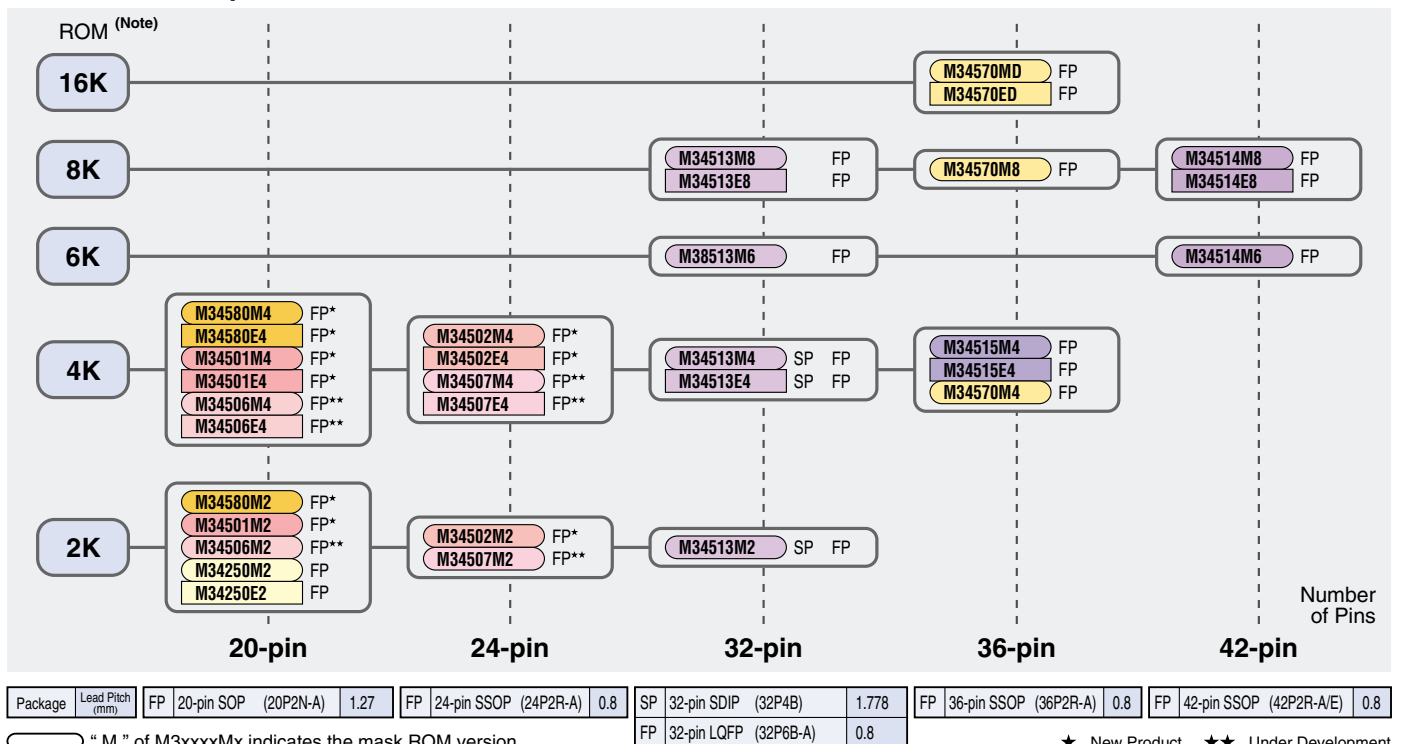 ROM (Note)
16K
M34570MD FP
M34570ED FP
8K
M34513M8 FP
M34513E8 FP
M34570M8 FP
M34514M8 FP
M34514E8 FP
6K
M38513M6 FP
M34514M6 FP
4K
M34580M4 FP★
M34580E4 FP★
M34501M4 FP★
M34501E4 FP★
M34506M4 FP★★
M34506E4 FP★★
M34502M4 FP★
M34502E4 FP★
M34507M4 FP★★
M34507E4 FP★★
M34513M4 SP FP
M34513E4 SP FP
M34515M4 FP
M34515E4 FP
M34570M4 FP
2K
M34580M2 FP★
M34501M2 FP★
M34506M2 FP★★
M34250M2 FP
M34250E2 FP
M34502M2 FP★
M34507M2 FP★★
M34513M2 SP FP
Number
of Pins
20-pin 24-pin 32-pin 36-pin 42-pin
Package Lead Pitch (mm)
FP 20-pin SOP (20P2N-A) 1.27
FP 24-pin SSOP (24P2R-A) 0.8
SP 32-pin SDIP (32P4B) 1.778
FP 32-pin LQFP (32P6B-A) 0.8
FP 36-pin SSOP (36P2R-A) 0.8
FP 42-pin SSOP (42P2R-A/E) 0.8
" M " of M3xxxxMx indicates the mask ROM version
★ New Product ★★ Under Development